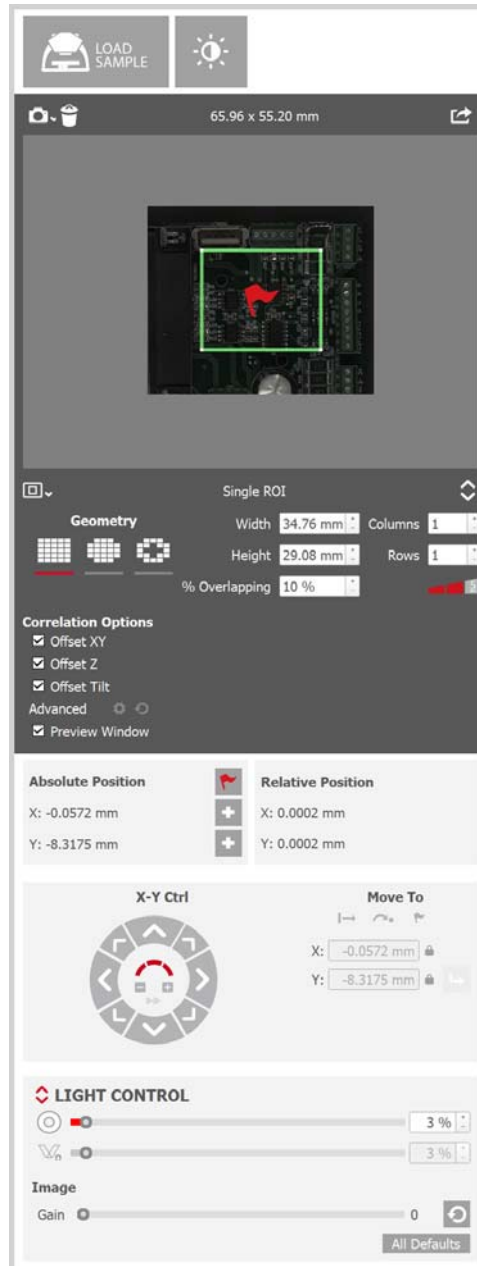 LOAD
SAMPLE
65.96 x 55.20 mm
Single ROI
Geometry
Width 34.76 mm Columns 1
Height 29.08 mm Rows 1
% Overlapping 10 %
Correlation Options
Offset XY
Offset Z
Offset Tilt
Advanced
Preview Window
Absolute Position
X: -0.0572 mm
Y: -8.3175 mm
Relative Position
X: 0.0002 mm
Y: 0.0002 mm
X-Y Ctrl
Move To
X: -0.0572 mm
Y: -8.3175 mm
LIGHT CONTROL
3 %
Vn 3 %
Image
Gain 0
All Defaults